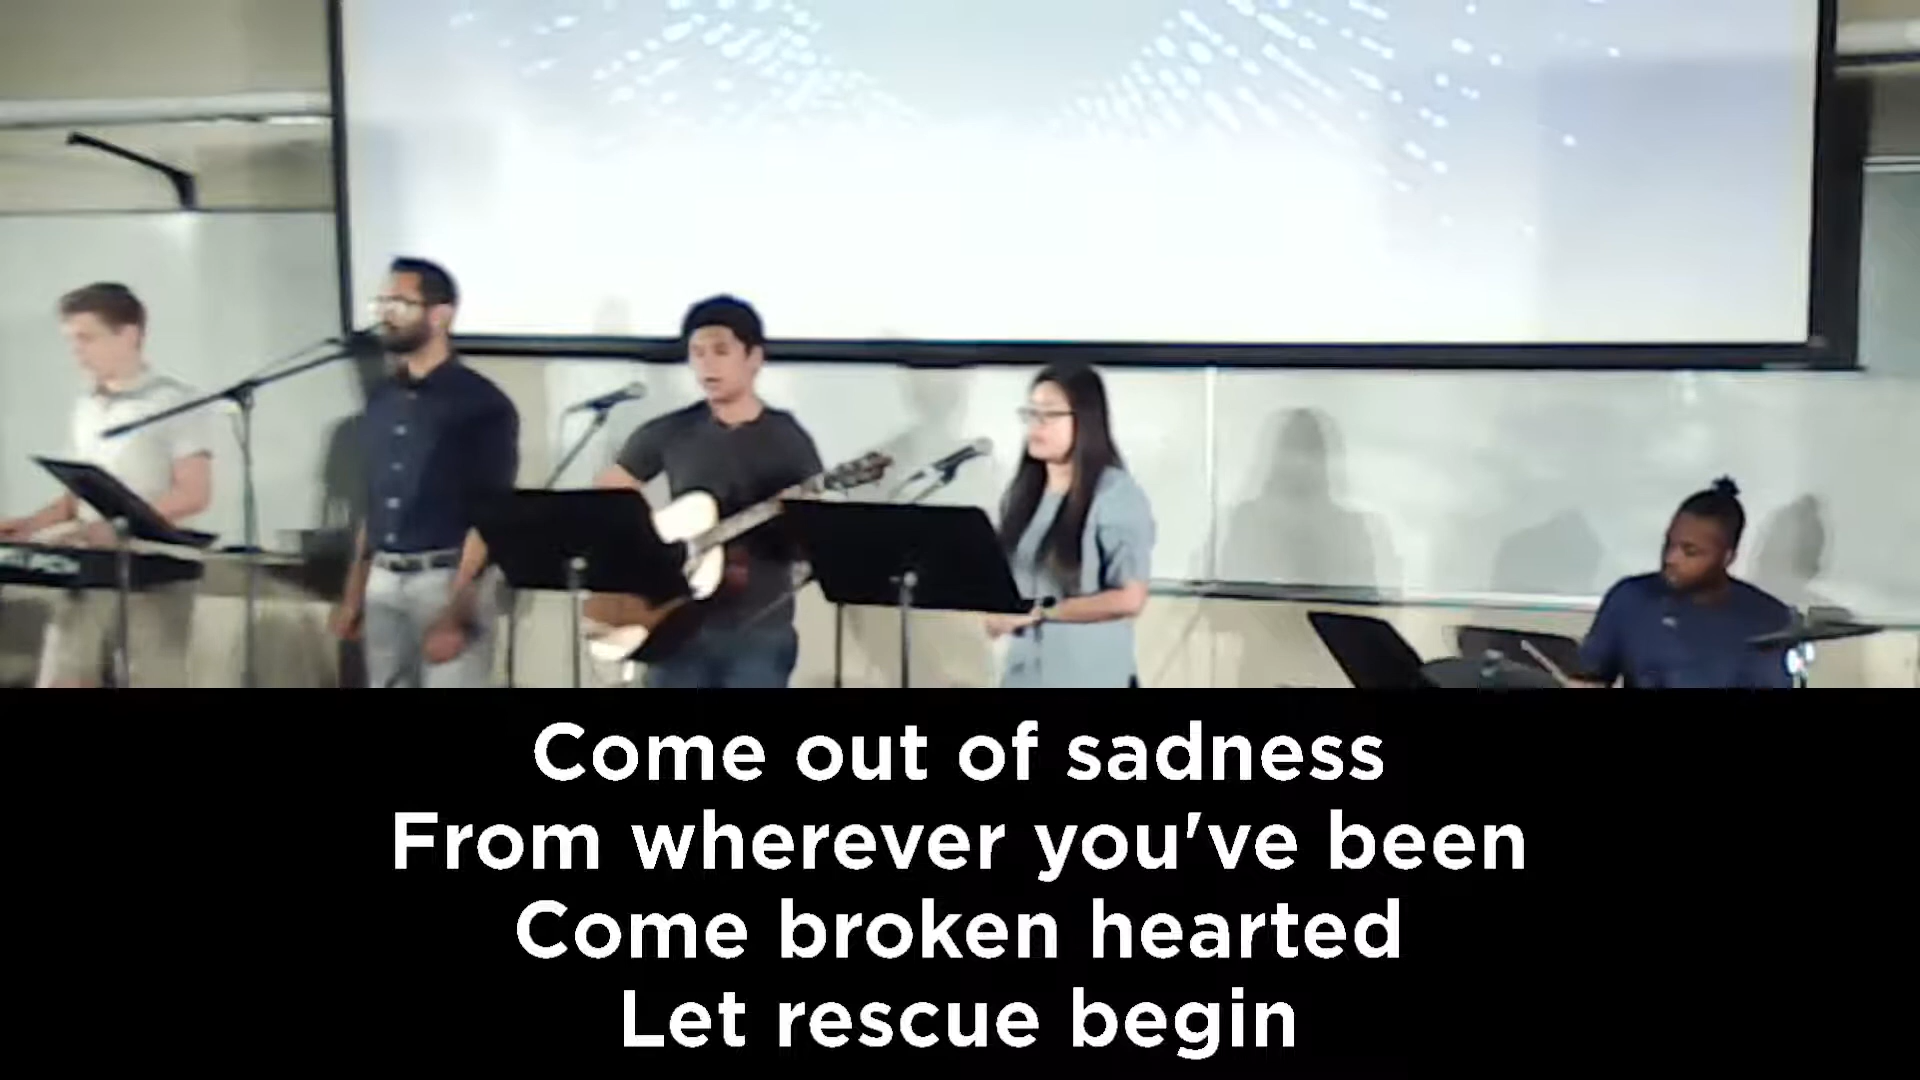 Come out of sadness
From wherever you've been
Come broken hearted
Let rescue begin